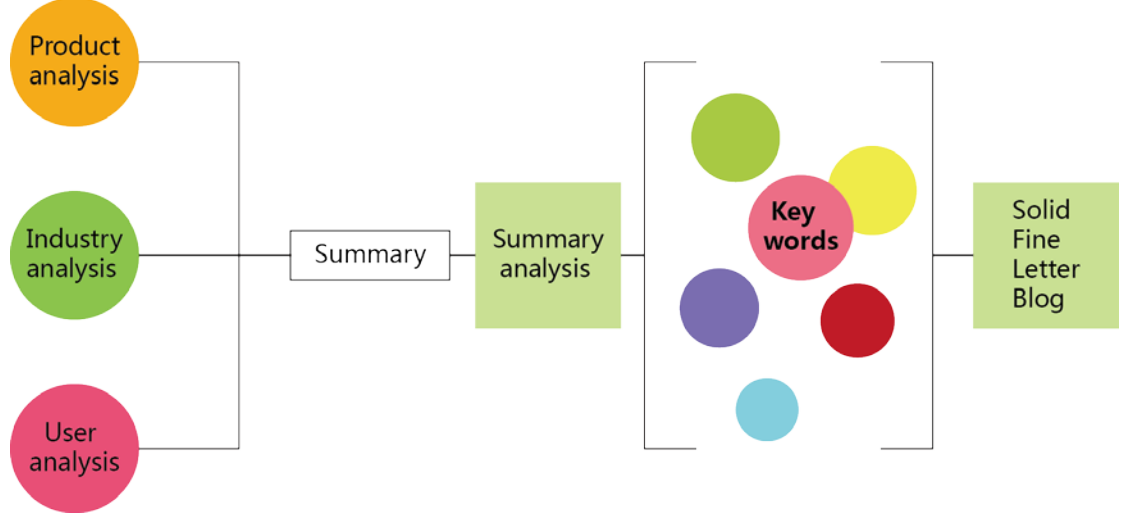 Product
analysis
Industry
analysis
User
analysis
Summary
Summary
analysis
Key
words
Solid
Fine
Letter
Blog